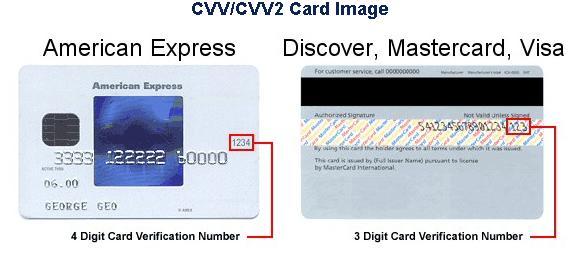 CVV/CVV2 Card Image
American Express
Discover, Mastercard, Visa
American Express
1234
3333 122222 60000
06.00
GEORGE GEO
© AMEX
4 Digit Card Verification Number
For customer service, call 0000000000
Authorized Signature Not Valid Unless Signed
5412345678901234 123
By using this card the holder agrees to all terms under which it was issued.
This card is issued by (Full Issuer Name) pursuant to license
by MasterCard International.
3 Digit Card Verification Number